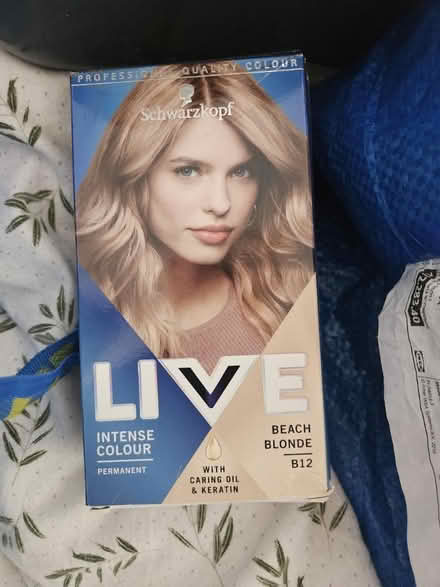 PROFESSIONAL QUALITY COLOUR
Schwarzkopf
LIVE
INTENSE
COLOUR
PERMANENT
WITH
CARING OIL
& KERATIN
BEACH
BLONDE
B12